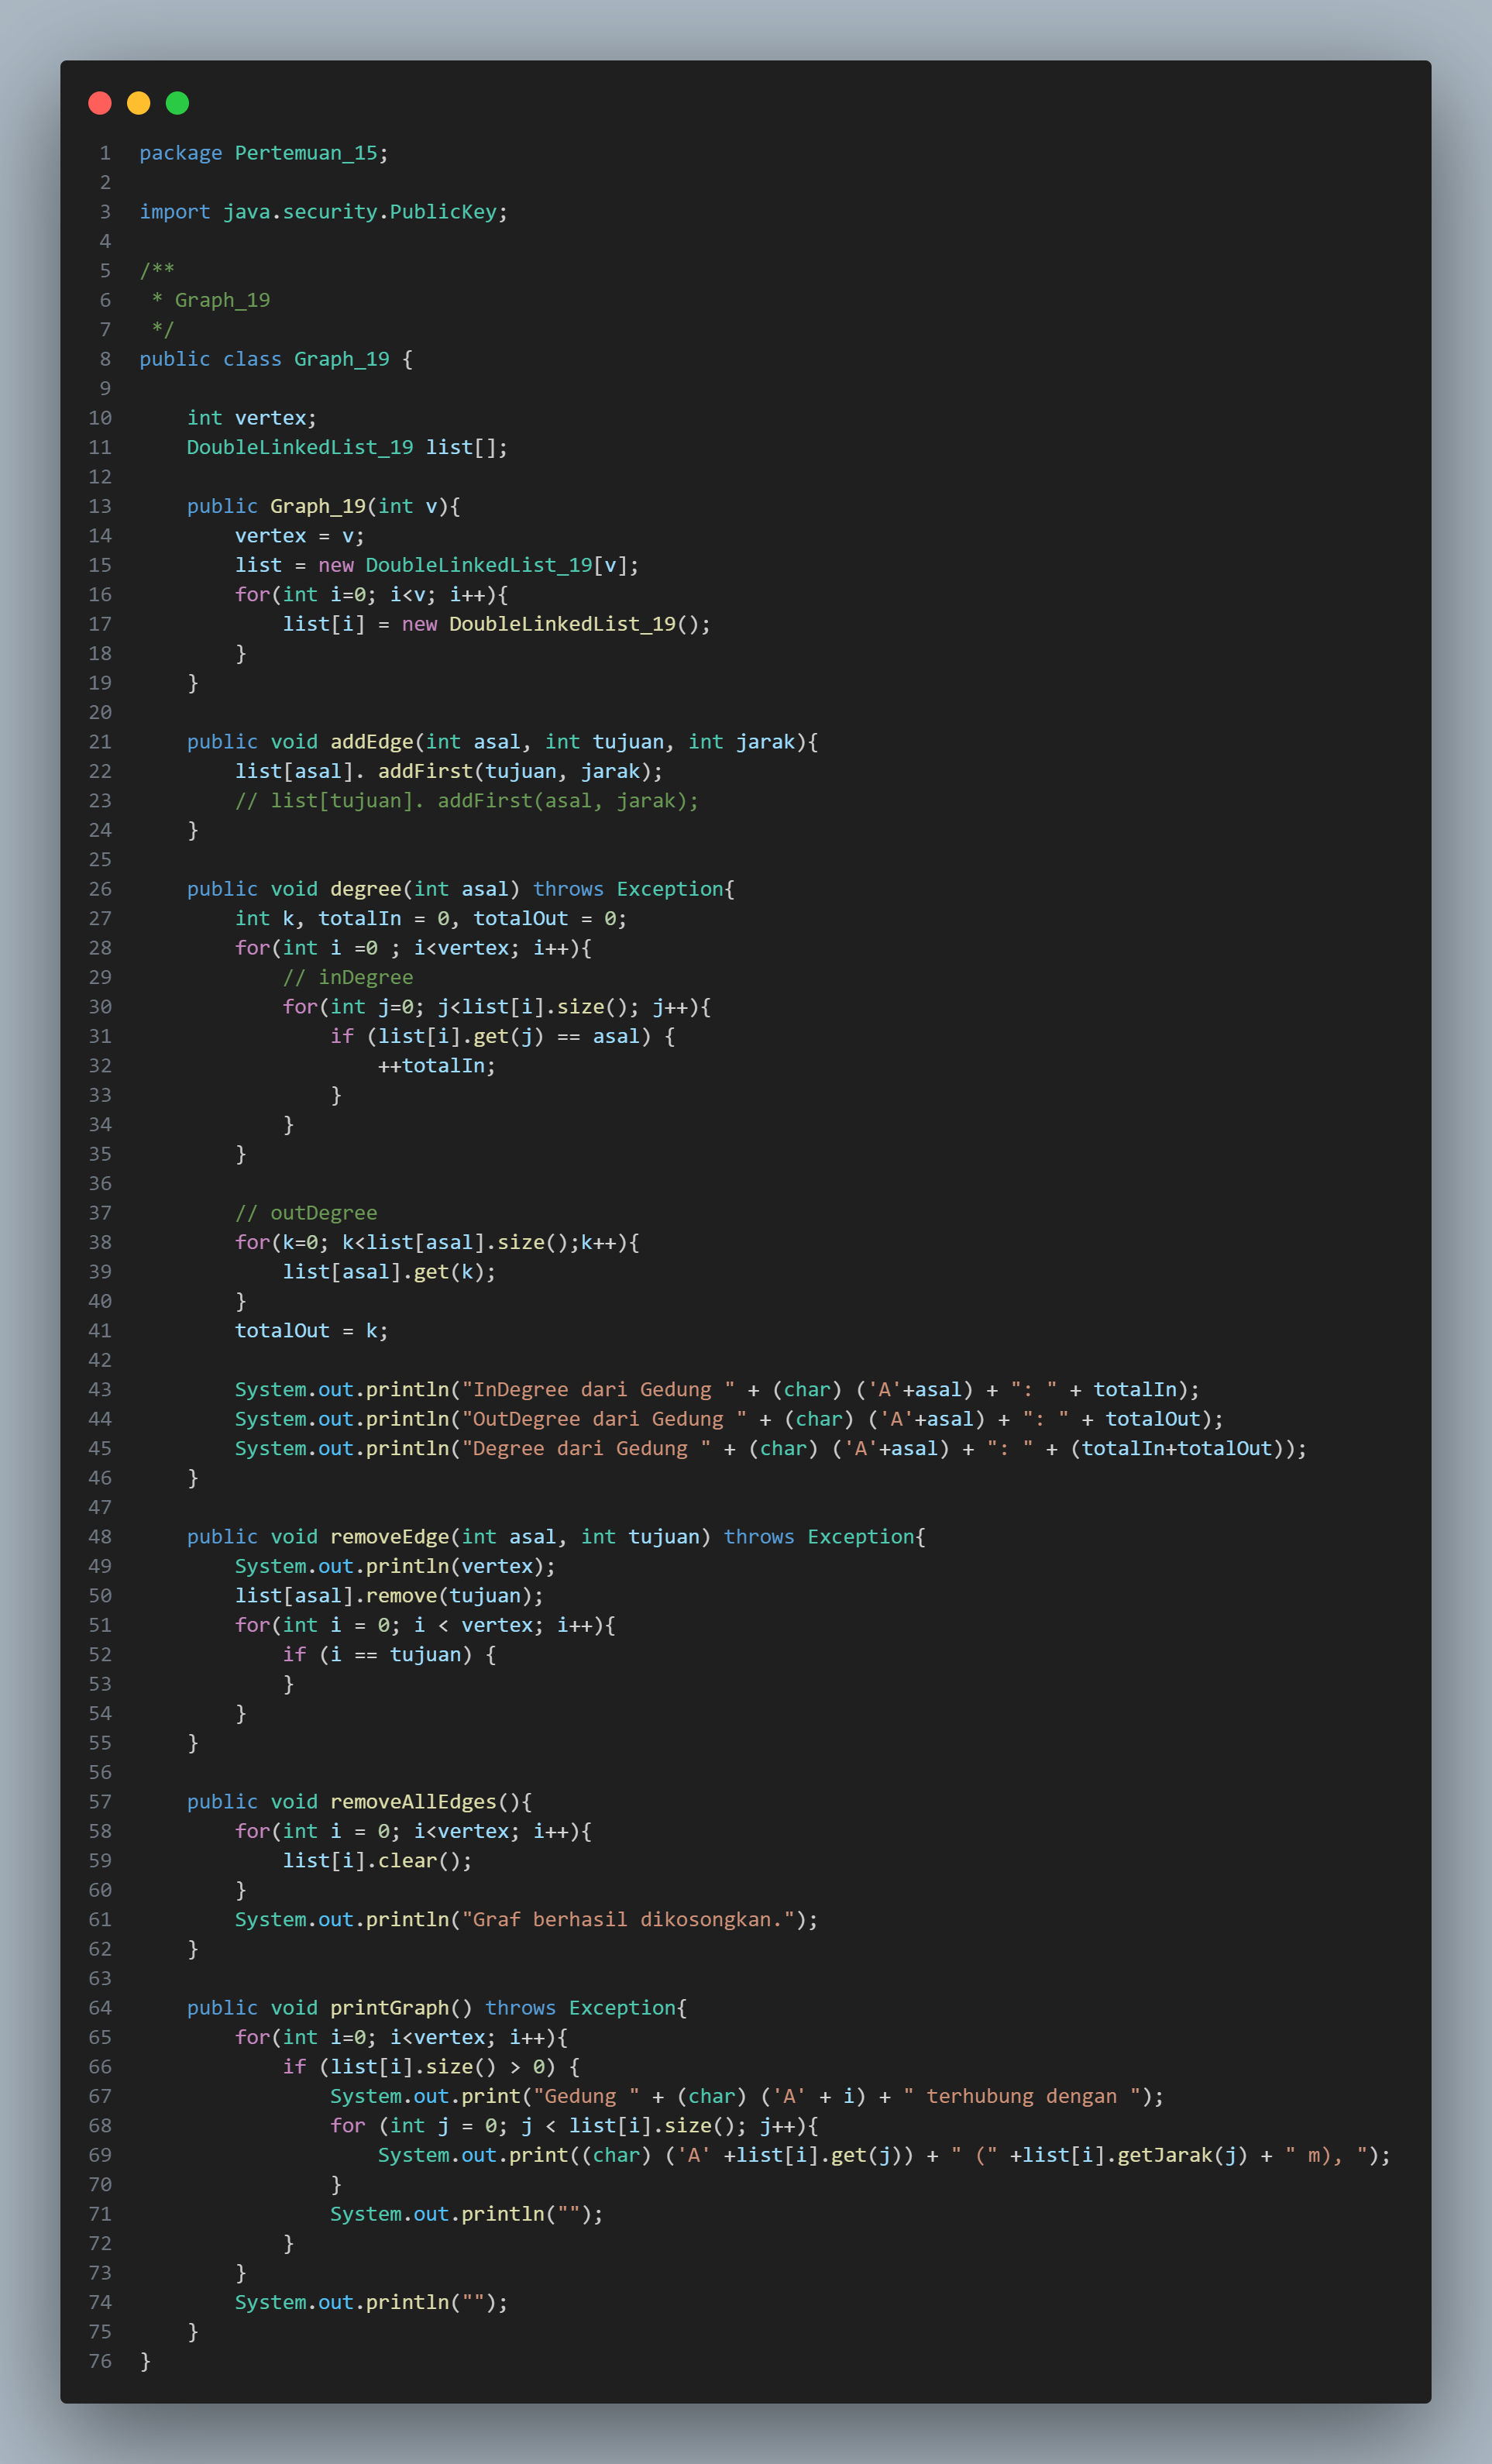 1 package Pertemuan_15;
2
3 import java.security.PublicKey;
4
5 /**
6  * Graph_19
7  */
8 public class Graph_19 {
9
10     int vertex;
11     DoubleLinkedList_19 list[];
12
13     public Graph_19(int v){
14         vertex = v;
15         list = new DoubleLinkedList_19[v];
16         for(int i=0; i<v; i++){
17             list[i] = new DoubleLinkedList_19();
18         }
19     }
20
21     public void addEdge(int asal, int tujuan, int jarak){
22         list[asal]. addFirst(tujuan, jarak);
23         // list[tujuan]. addFirst(asal, jarak);
24     }
25
26     public void degree(int asal) throws Exception{
27         int k, totalIn = 0, totalOut = 0;
28         for(int i =0 ; i<vertex; i++){
29             // inDegree
30             for(int j=0; j<list[i].size(); j++){
31                 if (list[i].get(j) == asal) {
32                     ++totalIn;
33                 }
34             }
35         }
36
37         // outDegree
38         for(k=0; k<list[asal].size();k++){
39             list[asal].get(k);
40         }
41         totalOut = k;
42
43         System.out.println("InDegree dari Gedung " + (char) ('A'+asal) + ": " + totalIn);
44         System.out.println("OutDegree dari Gedung " + (char) ('A'+asal) + ": " + totalOut);
45         System.out.println("Degree dari Gedung " + (char) ('A'+asal) + ": " + (totalIn+totalOut));
46     }
47
48     public void removeEdge(int asal, int tujuan) throws Exception{
49         System.out.println(vertex);
50         list[asal].remove(tujuan);
51         for(int i = 0; i < vertex; i++){
52             if (i == tujuan) {
53             }
54         }
55     }
56
57     public void removeAllEdges(){
58         for(int i = 0; i<vertex; i++){
59             list[i].clear();
60         }
61         System.out.println("Graf berhasil dikosongkan.");
62     }
63
64     public void printGraph() throws Exception{
65         for(int i=0; i<vertex; i++){
66             if (list[i].size() > 0) {
67                 System.out.print("Gedung " + (char) ('A' + i) + " terhubung dengan ");
68                 for (int j = 0; j < list[i].size(); j++){
69                     System.out.print((char) ('A' +list[i].get(j)) + " (" +list[i].getJarak(j) + " m), ");
70                 }
71                 System.out.println("");
72             }
73         }
74         System.out.println("");
75     }
76 }